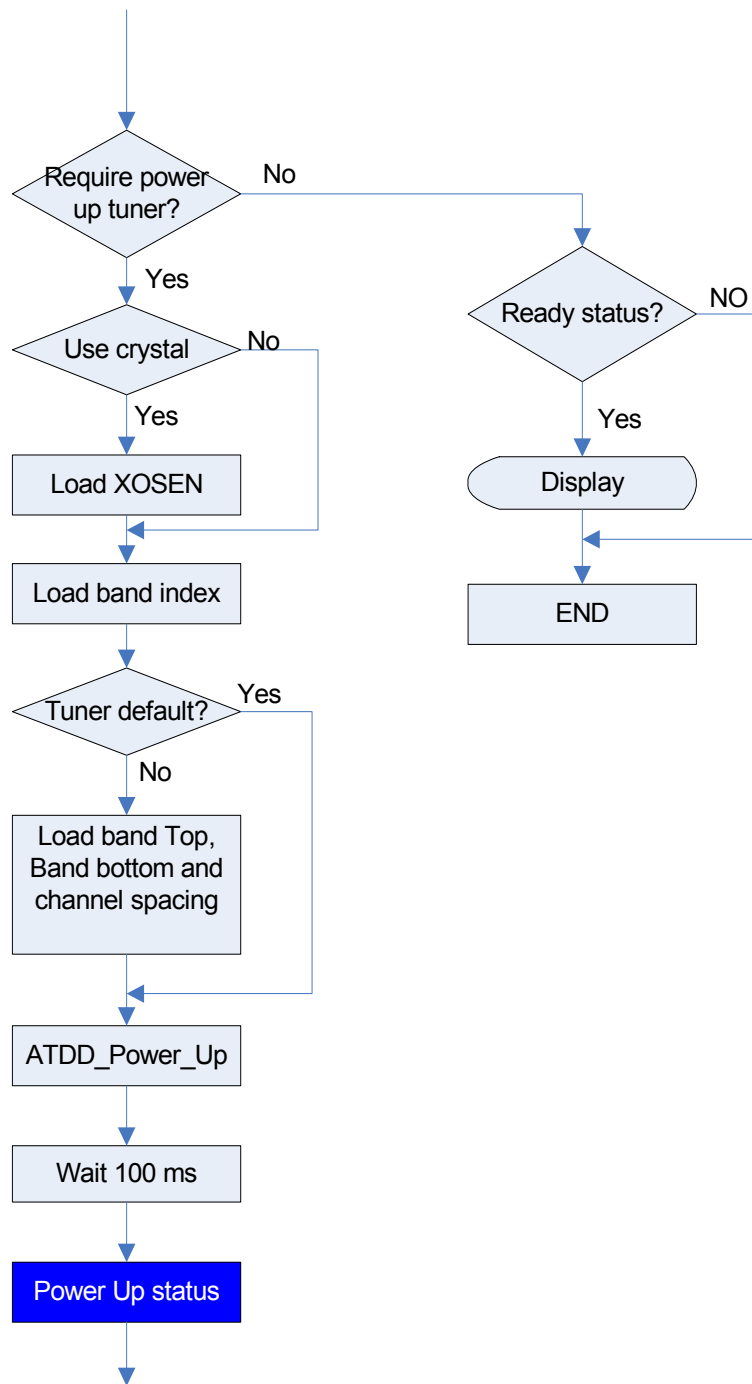 Require power
up tuner?
No
Yes
Ready status?
NO
Use crystal
No
Yes
Yes
Load XOSEN
Display
Load band index
END
Tuner default?
Yes
No
Load band Top,
Band bottom and
channel spacing
ATDD_Power_Up
Wait 100 ms
Power Up status